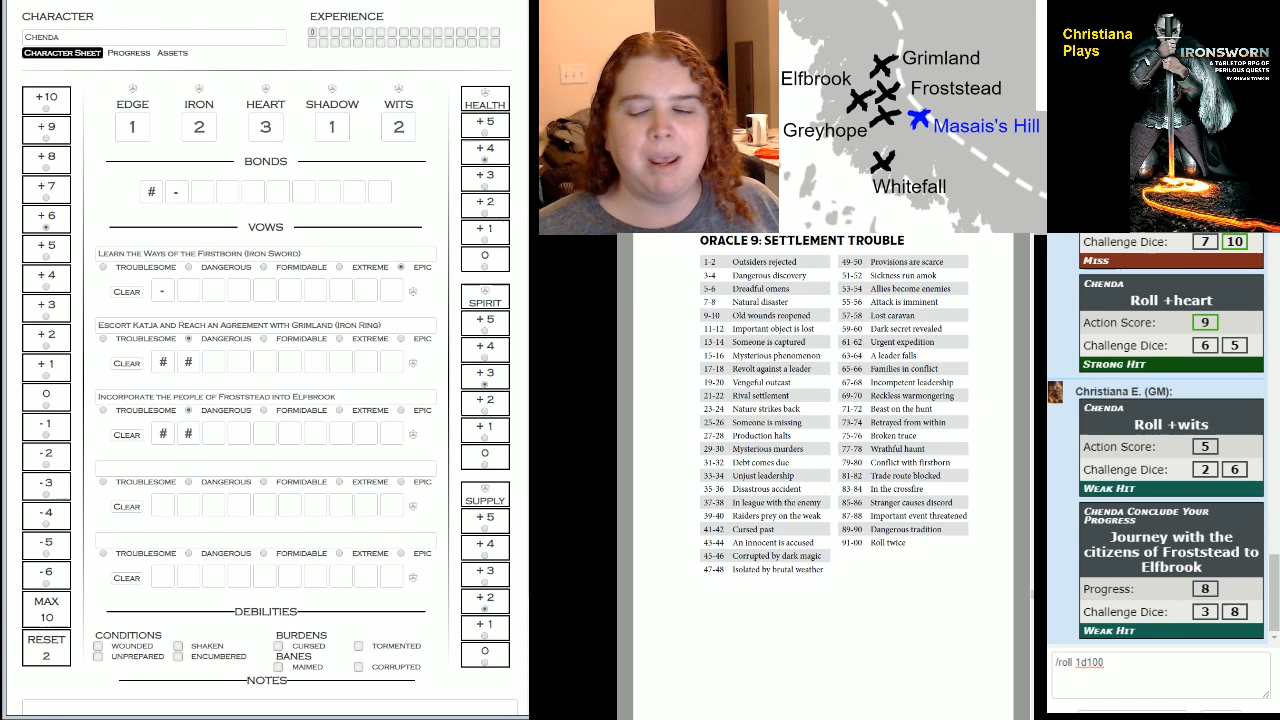 CHARACTER
CHENDA
CHARACTER SHEET PROGRESS ASSETS
EXPERIENCE
0
+10
+9
+8
+7
+6
+5
+4
+3
+2
+1
0
-1
-2
-3
-4
-5
-6
MAX
10
RESET
2
EDGE IRON HEART SHADOW WITS
1 2 3 1 2
BONDS
# -
VOWS
Learn the Ways of the Firstborn (Iron Sword)
TROUBLESOME DANGEROUS FORMIDABLE EXTREME EPIC
CLEAR -
Escort Katja and Reach an Agreement with Grimland (Iron Ring)
TROUBLESOME DANGEROUS FORMIDABLE EXTREME EPIC
CLEAR # #
Incorporate the people of Froststead into Elfbrook
TROUBLESOME DANGEROUS FORMIDABLE EXTREME EPIC
CLEAR # #
TROUBLESOME DANGEROUS FORMIDABLE EXTREME EPIC
CLEAR
TROUBLESOME DANGEROUS FORMIDABLE EXTREME EPIC
CLEAR
DEBILITIES
CONDITIONS
WOUNDED SHAKEN
UNPREPARED ENCUMBERED
BURDENS
CURSED TORMENTED
BANES
MAIMED CORRUPTED
NOTES
HEALTH
+5
+4
+3
+2
+1
0
SPIRIT
+5
+4
+3
+2
+1
0
SUPPLY
+5
+4
+3
+2
+1
0
Grimland
Elfbrook
Froststead
Greyhope
Masais's Hill
Whitefall
Christiana
Plays
IRONSWORN
A TABLETOP RPG OF
PERILOUS QUESTS
BY SHAWN TOMKIN
ORACLE 9: SETTLEMENT TROUBLE
1-2 Outsiders rejected
3-4 Dangerous discovery
5-6 Dreadful omens
7-8 Natural disaster
9-10 Old wounds reopened
11-12 Important object is lost
13-14 Someone is captured
15-16 Mysterious phenomenon
17-18 Revolt against a leader
19-20 Vengeful outcast
21-22 Rival settlement
23-24 Nature strikes back
25-26 Someone is missing
27-28 Production halts
29-30 Mysterious murders
31-32 Debt comes due
33-34 Unjust leadership
35-36 Disastrous accident
37-38 In league with the enemy
39-40 Raiders prey on the weak
41-42 Cursed past
43-44 An innocent is accused
45-46 Corrupted by dark magic
47-48 Isolated by brutal weather
49-50 Provisions are scarce
51-52 Sickness run amok
53-54 Allies become enemies
55-56 Attack is imminent
57-58 Lost caravan
59-60 Dark secret revealed
61-62 Urgent expedition
63-64 A leader falls
65-66 Families in conflict
67-68 Incompetent leadership
69-70 Reckless warmongering
71-72 Beast on the hunt
73-74 Betrayed from within
75-76 Broken truce
77-78 Wrathful haunt
79-80 Conflict with firstborn
81-82 Trade route blocked
83-84 In the crossfire
85-86 Stranger causes discord
87-88 Important event threatened
89-90 Dangerous tradition
91-00 Roll twice
Challenge Dice: 7 10
MISS
CHENDA
Roll +heart
Action Score: 9
Challenge Dice: 6 5
STRONG HIT
Christiana E. (GM):
CHENDA
Roll +wits
Action Score: 5
Challenge Dice: 2 6
WEAK HIT
CHENDA CONCLUDE YOUR
PROGRESS
Journey with the
citizens of Froststead to
Elfbrook
Progress: 8
Challenge Dice: 3 8
WEAK HIT
/roll 1d100